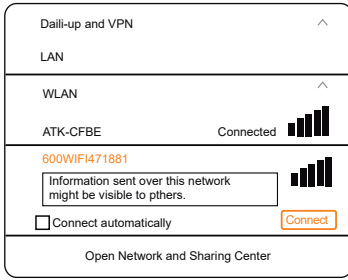 Daili-up and VPN
LAN
WLAN
ATK-CFBE Connected
600WIFI471881
Information sent over this network
might be visible to pthers.
Connect automatically Connect
Open Network and Sharing Center